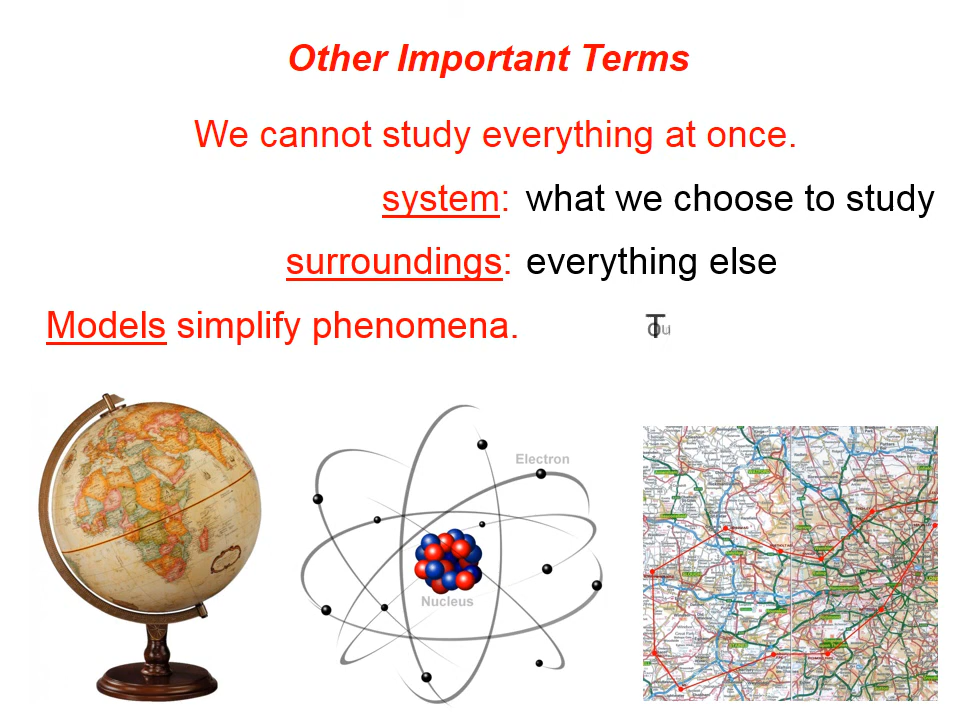 Other Important Terms
We cannot study everything at once.
system: what we choose to study
surroundings: everything else
Models simplify phenomena.
Electron
Nucleus